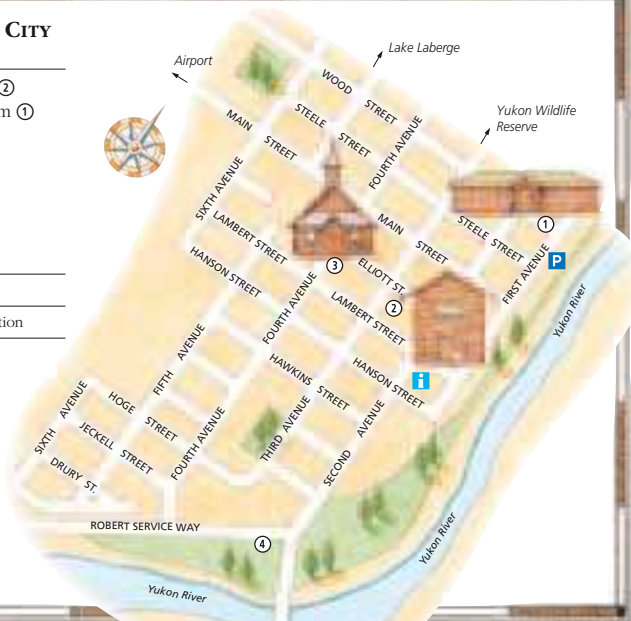 CITY
②
m ①
tion
Airport
Lake Laberge
Yukon Wildlife
Reserve
WOOD STREET
STEELE STREET
MAIN STREET
FOURTH AVENUE
SIXTH AVENUE
LAMBERT STREET
HANSON STREET
③
MAIN STREET
STEELE STREET
①
P
FIRST AVENUE
ELLIOTT ST.
②
LAMBERT STREET
FOURTH AVENUE
Yukon River
HANSON STREET
i
FIFTH AVENUE
HAWKINS STREET
SIXTH AVENUE
HOGE STREET
JECKELL STREET
DRURY ST.
FOURTH AVENUE
THIRD AVENUE
SECOND AVENUE
ROBERT SERVICE WAY
④
Yukon River
Yukon River